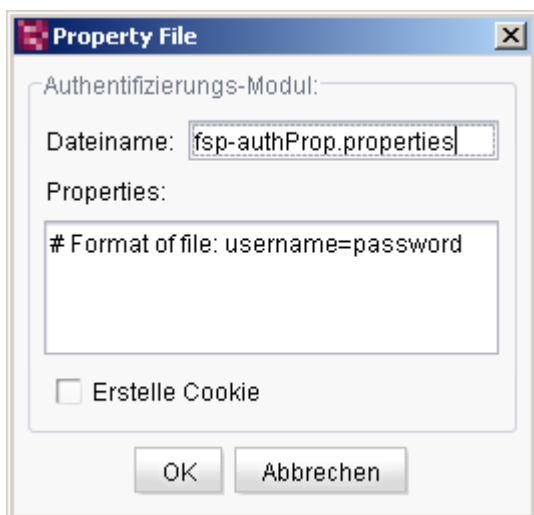 Property File
Authentifizierungs-Modul:
Dateiname: fsp-authProp.properties
Properties:
# Format of file: username=password
Erstelle Cookie
OK Abbrechen